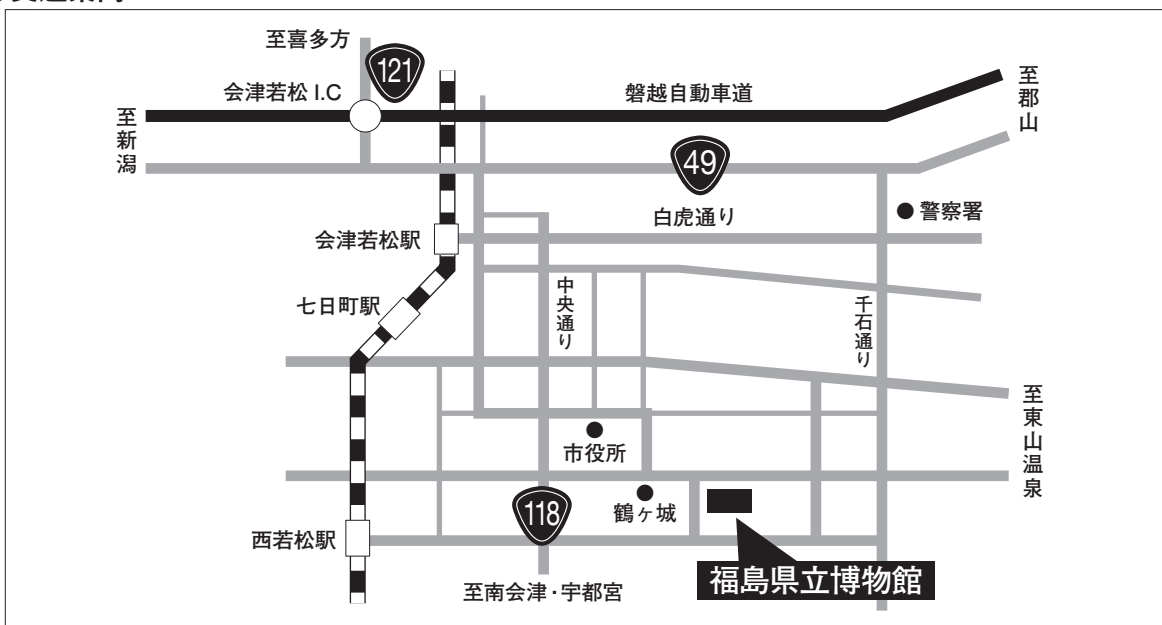 至喜多方
121
会津若松 I.C
磐越自動車道
至郡山
至新潟
49
白虎通り
警察署
会津若松駅
七日町駅
中央通り
千石通り
至東山温泉
市役所
鶴ヶ城
118
西若松駅
福島県立博物館
至南会津・宇都宮